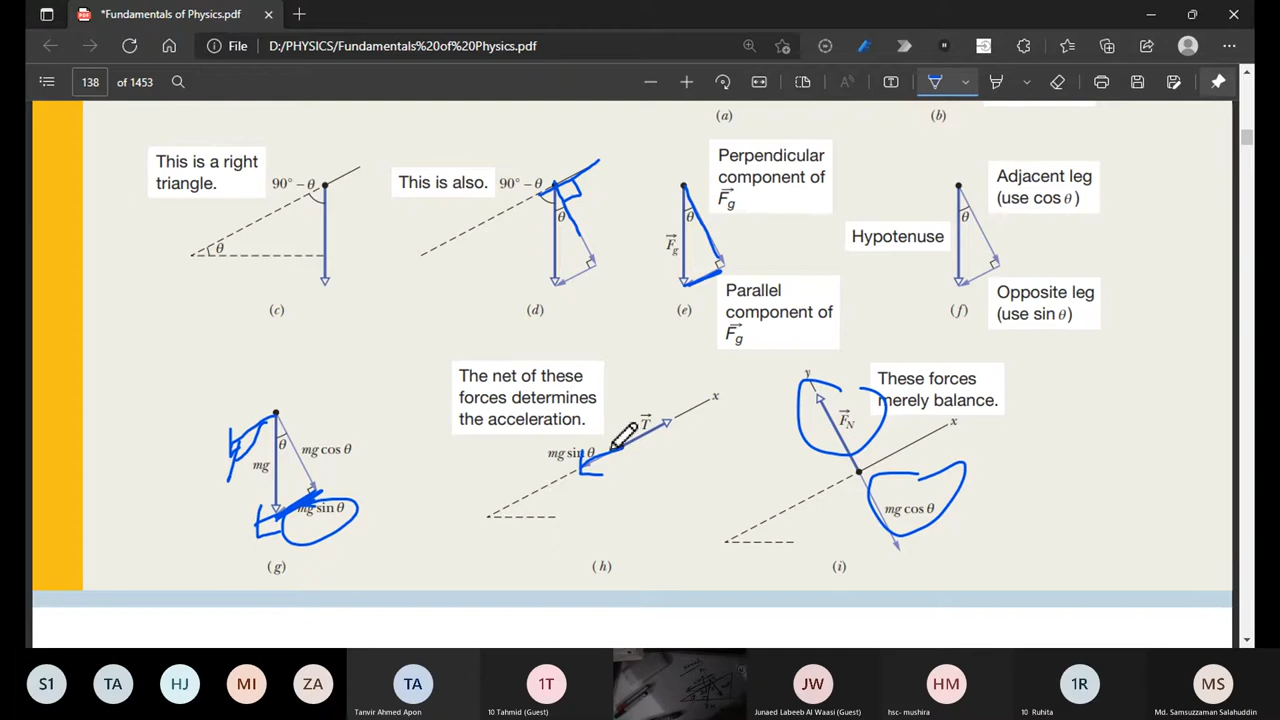 *Fundamentals of Physics.pdf
File
D:/PHYSICS/Fundamentals%20of%20Physics.pdf
138
of 1453
(a)
(b)
This is a right
triangle.
90° – θ
θ
(c)
This is also.
90° – θ
θ
(d)
Perpendicular
component of
F⃗g
θ
F⃗g
Parallel
component of
F⃗g
(e)
Hypotenuse
θ
Adjacent leg
(use cos θ )
Opposite leg
(use sin θ )
(f)
θ
mg
mg cos θ
mg sin θ
(g)
The net of these
forces determines
the acceleration.
T⃗
x
mg sin θ
(h)
y
These forces
merely balance.
F⃗N
x
mg cos θ
(i)
S1
TA
HJ
MI
ZA
TA
Tanvir Ahmed Apon
1T
10 Tahmid (Guest)
JW
Junaed Labeeb Al Waasi (Guest)
HM
hsc- mushira
1R
10 Ruhita
MS
Md. Samsuzzaman Salahuddin